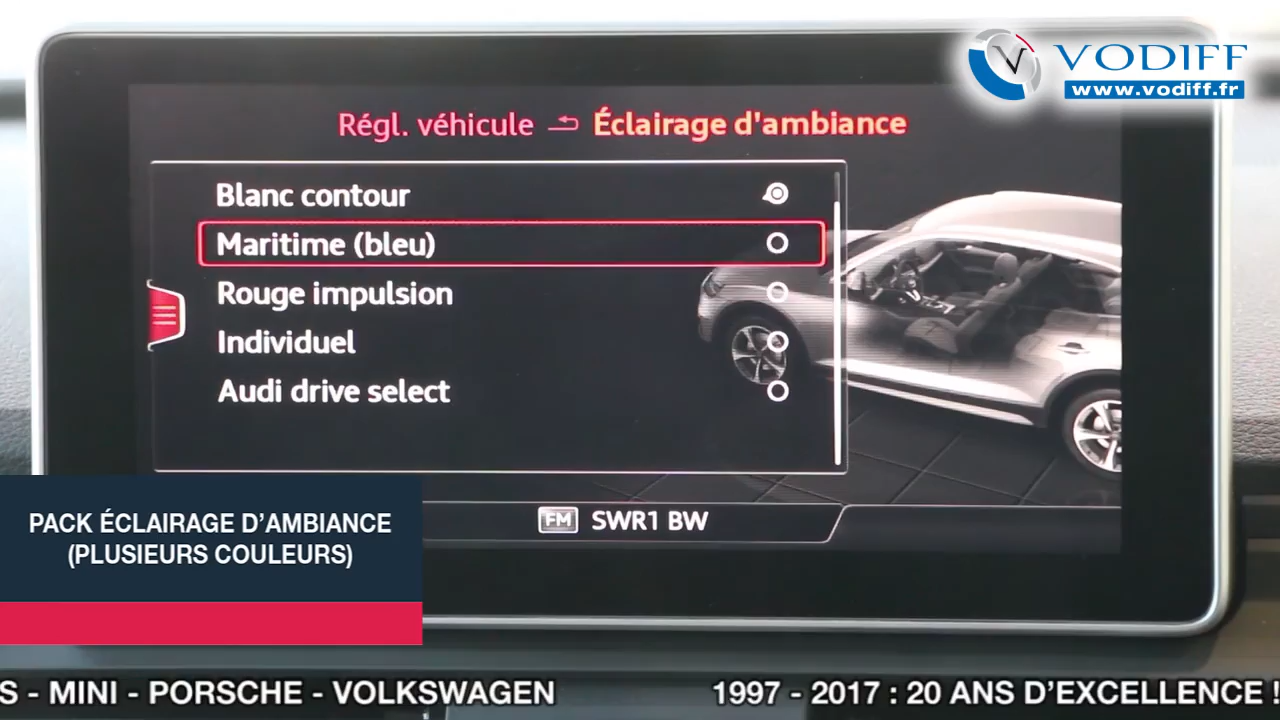 VODIFF
www.vodiff.fr
Régl. véhicule Éclairage d'ambiance
Blanc contour
Maritime (bleu)
Rouge impulsion
Individuel
Audi drive select
FM SWR1 BW
PACK ÉCLAIRAGE D'AMBIANCE
(PLUSIEURS COULEURS)
S - MINI - PORSCHE - VOLKSWAGEN 1997 - 2017 : 20 ANS D'EXCELLENCE !